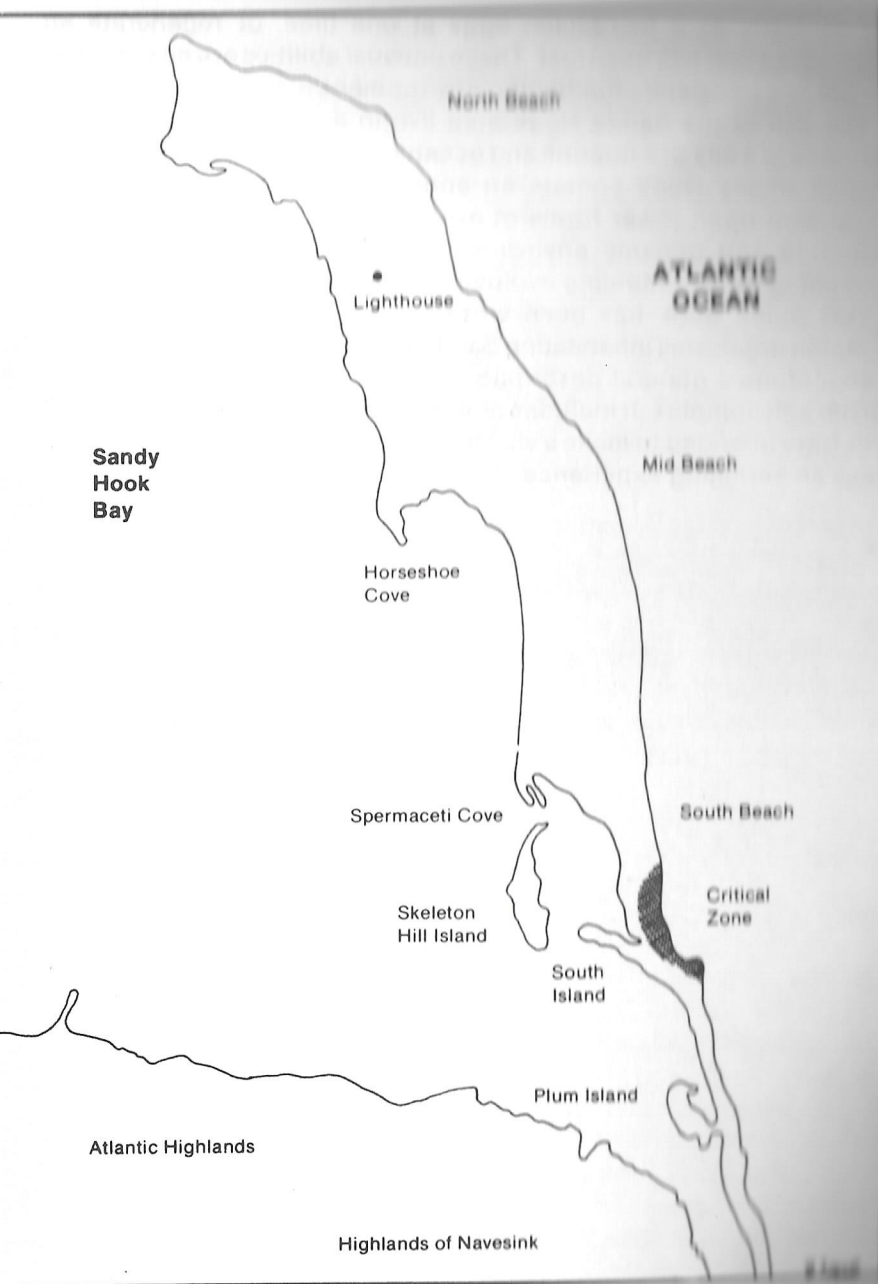 North Beach
ATLANTIC
OCEAN
Lighthouse
Sandy
Hook
Bay
Mid Beach
Horseshoe
Cove
Spermaceti Cove
South Beach
Critical
Zone
Skeleton
Hill Island
South
Island
Plum Island
Atlantic Highlands
Highlands of Navesink